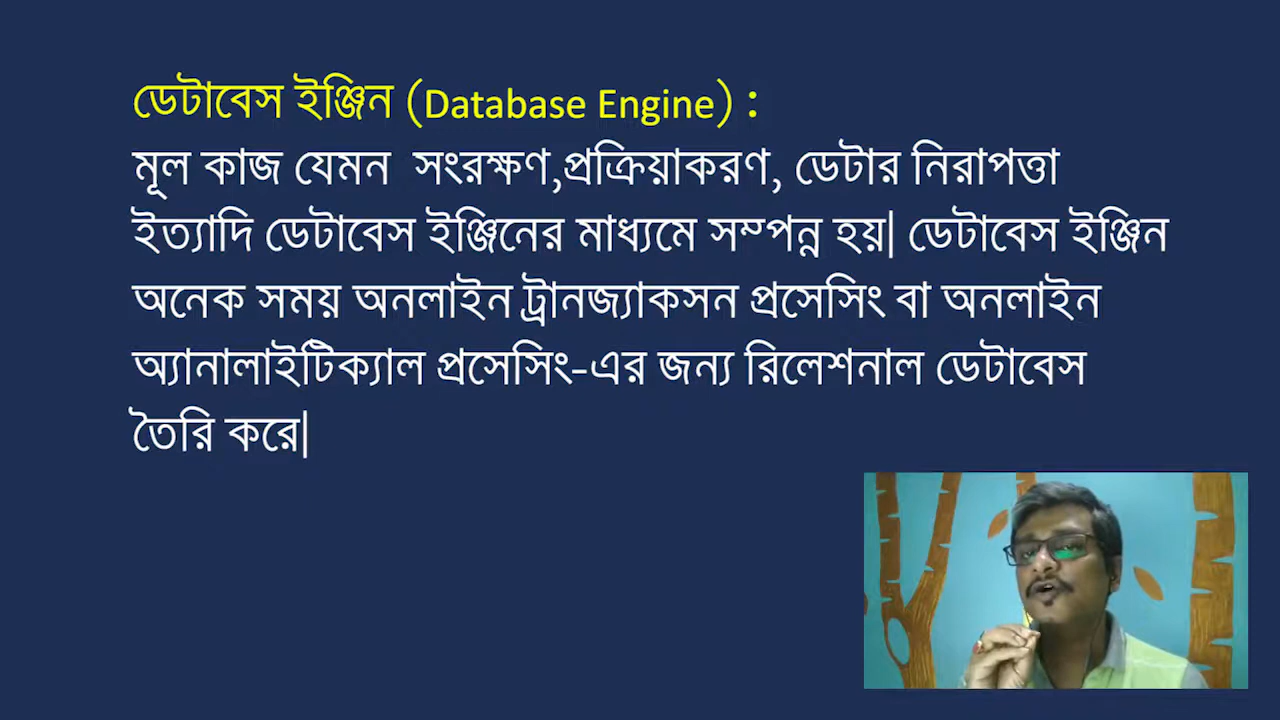 ডেটাবেস ইঞ্জিন (Database Engine) :
মূল কাজ যেমন  সংরক্ষণ,প্রক্রিয়াকরণ, ডেটার নিরাপত্তা
ইত্যাদি ডেটাবেস ইঞ্জিনের মাধ্যমে সম্পন্ন হয়| ডেটাবেস ইঞ্জিন
অনেক সময় অনলাইন ট্রানজ্যাকসন প্রসেসিং বা অনলাইন
অ্যানালাইটিক্যাল প্রসেসিং-এর জন্য রিলেশনাল ডেটাবেস
তৈরি করে|